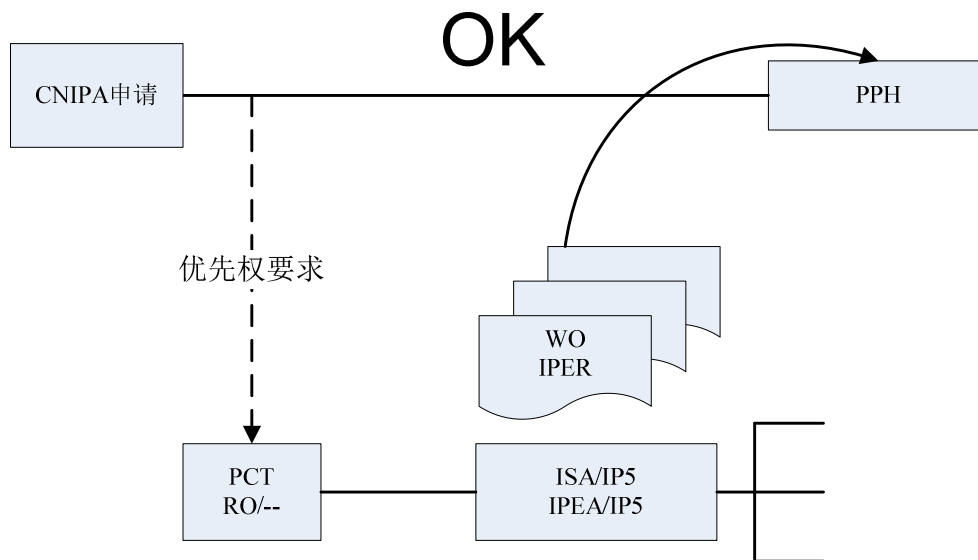 OK
CNIPA申请
PPH
优先权要求
WO
IPER
PCT
RO/--
ISA/IP5
IPEA/IP5